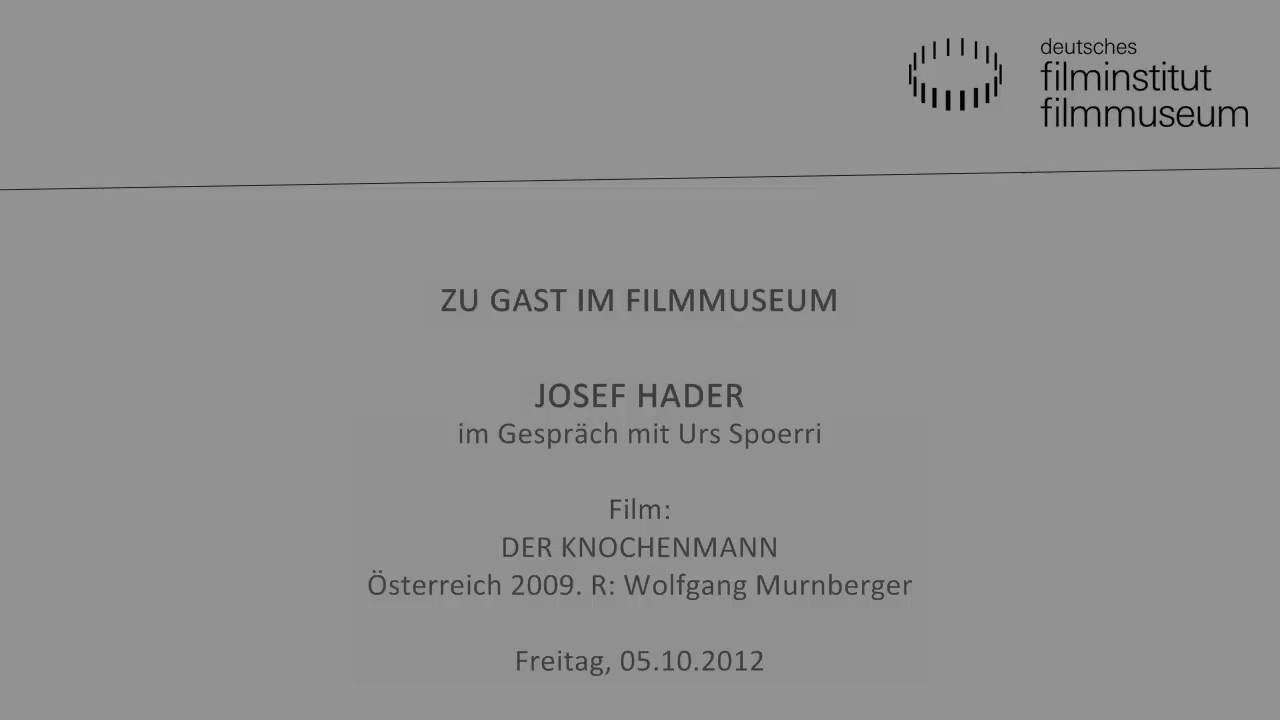 deutsches
filminstitut
filmmuseum
ZU GAST IM FILMMUSEUM
JOSEF HADER
im Gespräch mit Urs Spoerri
Film:
DER KNOCHENMANN
Österreich 2009. R: Wolfgang Murnberger
Freitag, 05.10.2012